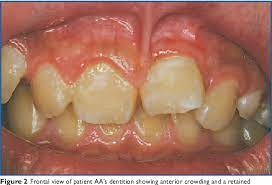 Figure 2 Frontal view of patient AA's dentition showing anterior crowding and a retained